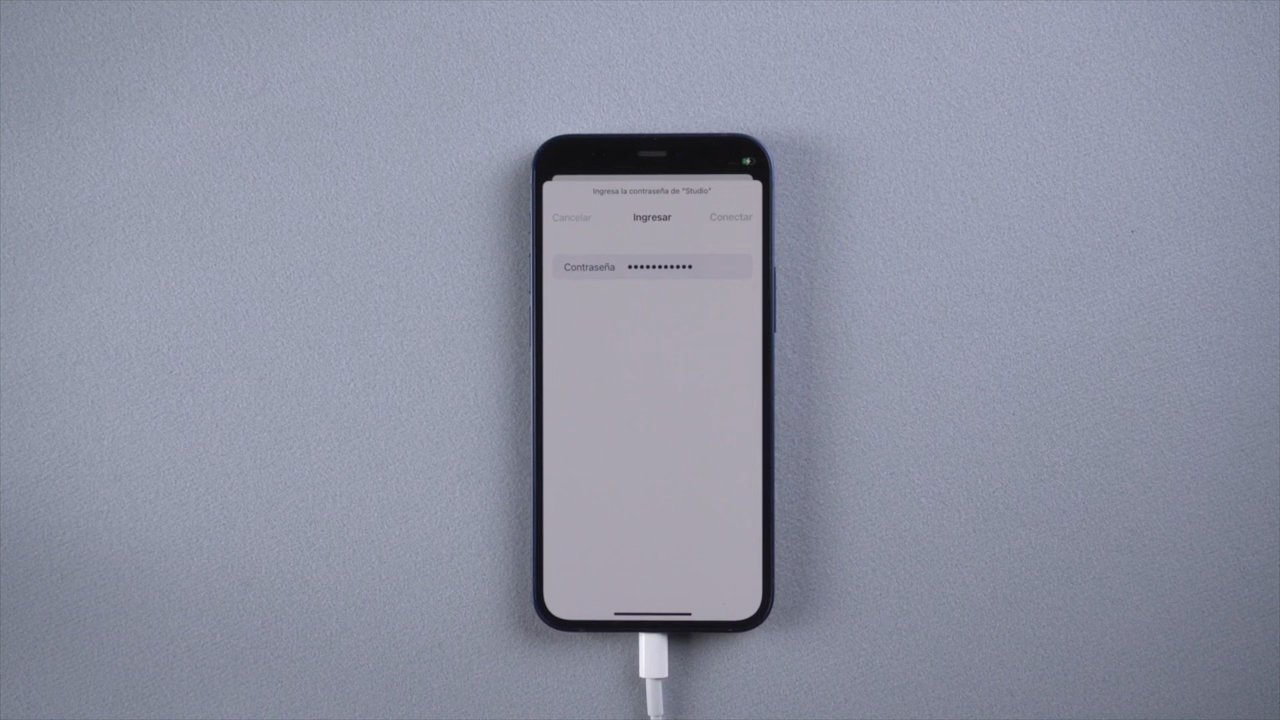 Ingresa la contraseña de "Studio"
Cancelar Ingresar Conectar
Contraseña •••••••••••